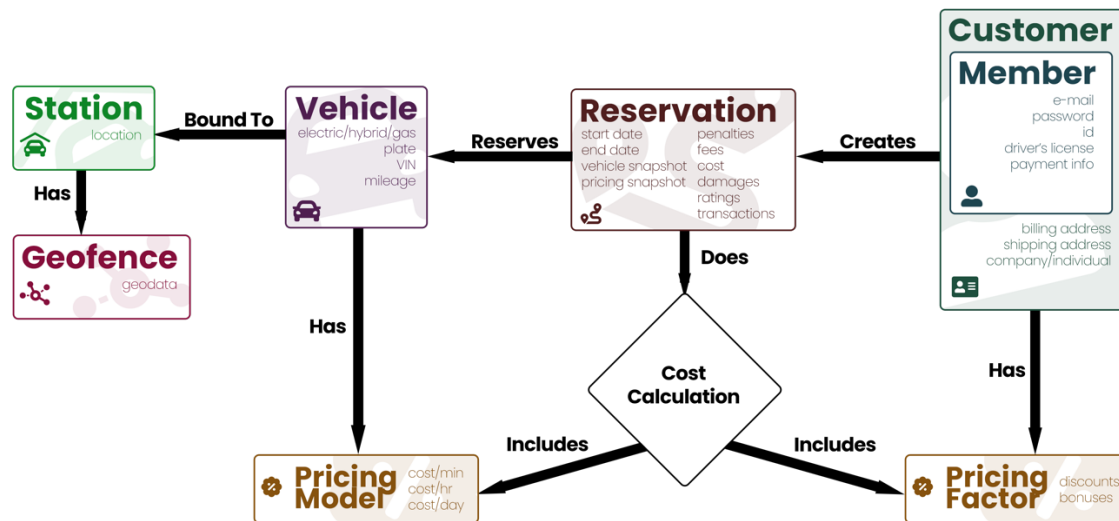 Customer
Member
e-mail
password
id
driver's license
payment info
billing address
shipping address
company/individual
Station
location
Bound To
Vehicle
electric/hybrid/gas
plate
VIN
mileage
Reserves
Reservation
start date
end date
vehicle snapshot
pricing snapshot
penalties
fees
cost
damages
ratings
transactions
Creates
Has
Geofence
geodata
Has
Does
Has
Cost
Calculation
Includes
Includes
Pricing
Model
cost/min
cost/hr
cost/day
Pricing
Factor
discounts
bonuses